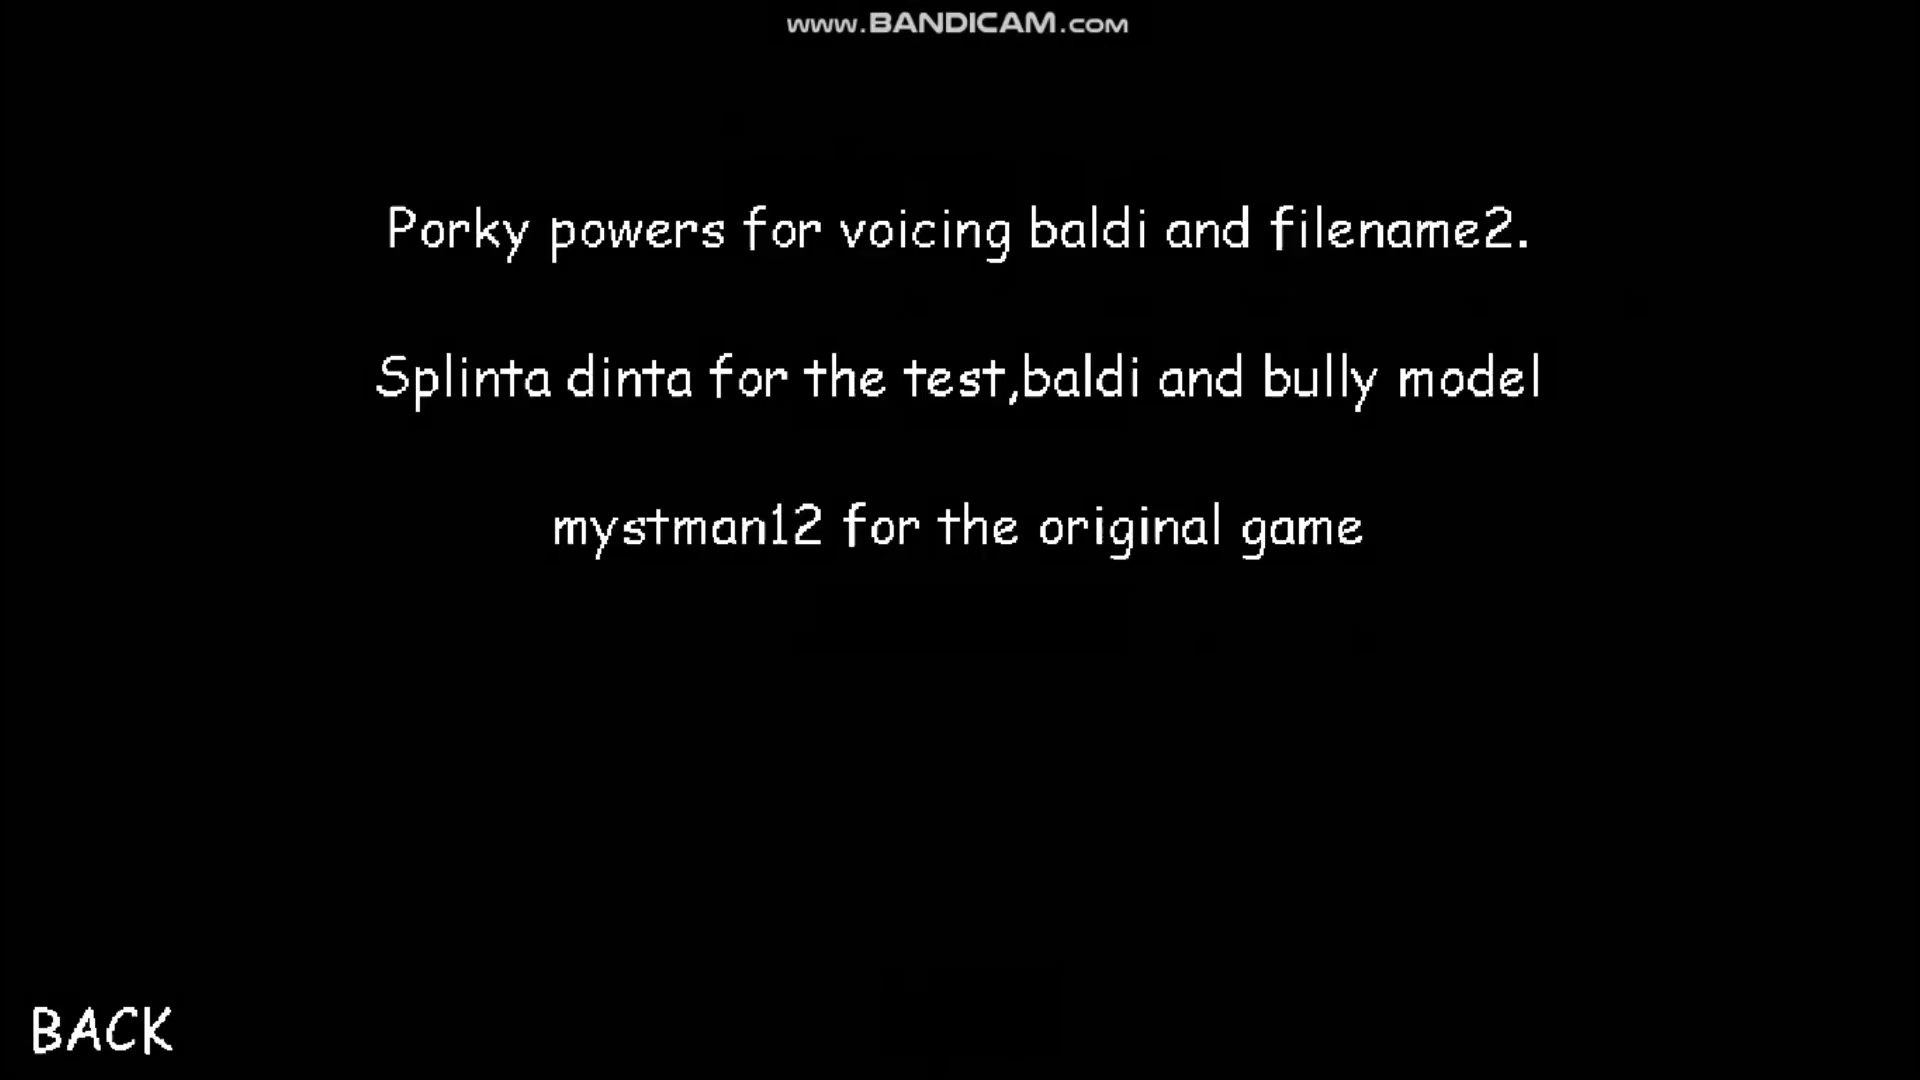 www.BANDICAM.com
Porky powers for voicing baldi and filename2.
Splinta dinta for the test,baldi and bully model
mystman12 for the original game
BACK